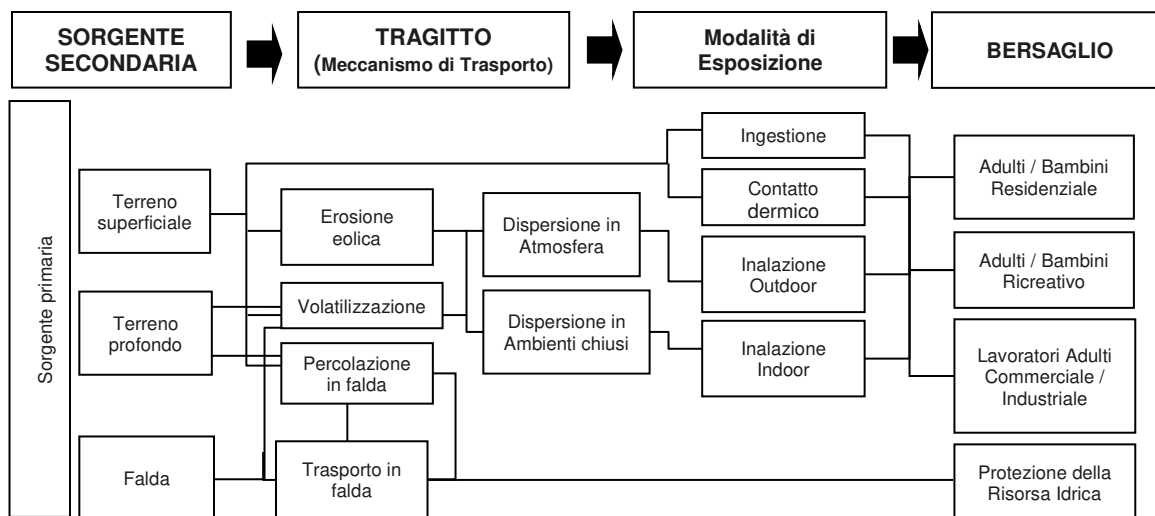 SORGENTE
SECONDARIA
TRAGITTO
(Meccanismo di Trasporto)
Modalità di
Esposizione
BERSAGLIO
Sorgente primaria
Terreno
superficiale
Terreno
profondo
Falda
Erosione
eolica
Volatilizzazione
Percolazione
in falda
Trasporto in
falda
Dispersione in
Atmosfera
Dispersione in
Ambienti chiusi
Ingestione
Contatto
dermico
Inalazione
Outdoor
Inalazione
Indoor
Adulti / Bambini
Residenziale
Adulti / Bambini
Ricreativo
Lavoratori Adulti
Commerciale /
Industriale
Protezione della
Risorsa Idrica